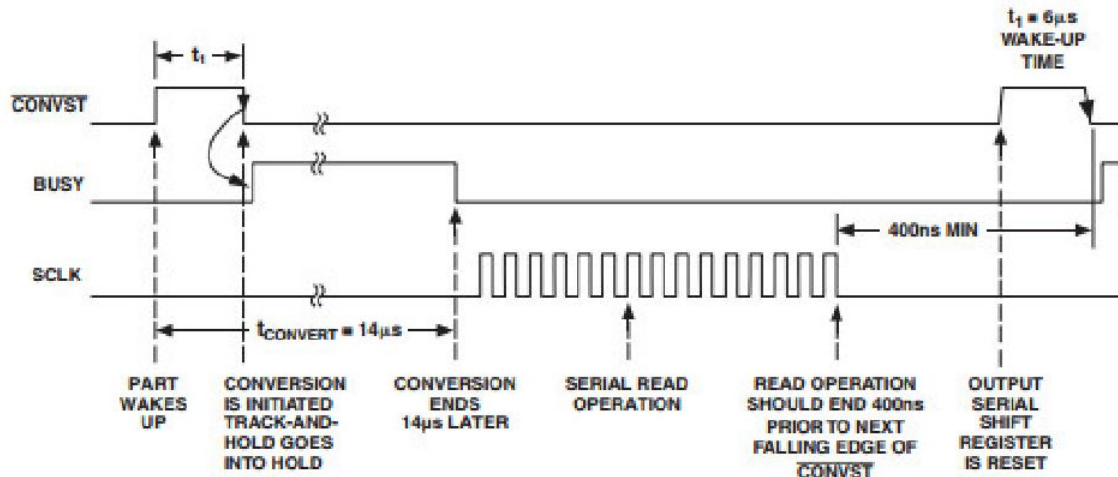 t1 = 6µs
WAKE-UP
TIME
t1
CONVST
BUSY
400ns MIN
SCLK
tCONVERT = 14µs
PART
WAKES
UP
CONVERSION
IS INITIATED
TRACK-AND-
HOLD GOES
INTO HOLD
CONVERSION
ENDS
14µs LATER
SERIAL READ
OPERATION
READ OPERATION
SHOULD END 400ns
PRIOR TO NEXT
FALLING EDGE OF
CONVST
OUTPUT
SERIAL
SHIFT
REGISTER
IS RESET